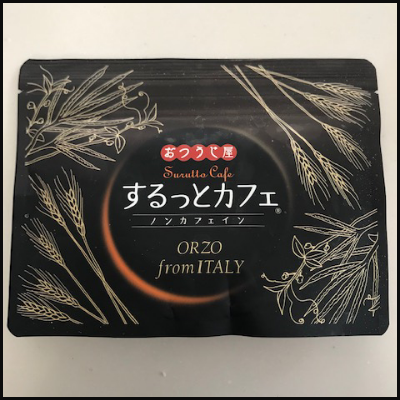 おつうじ屋
Surutto Cafe
するっとカフェ®
ノンカフェイン
ORZO
from ITALY